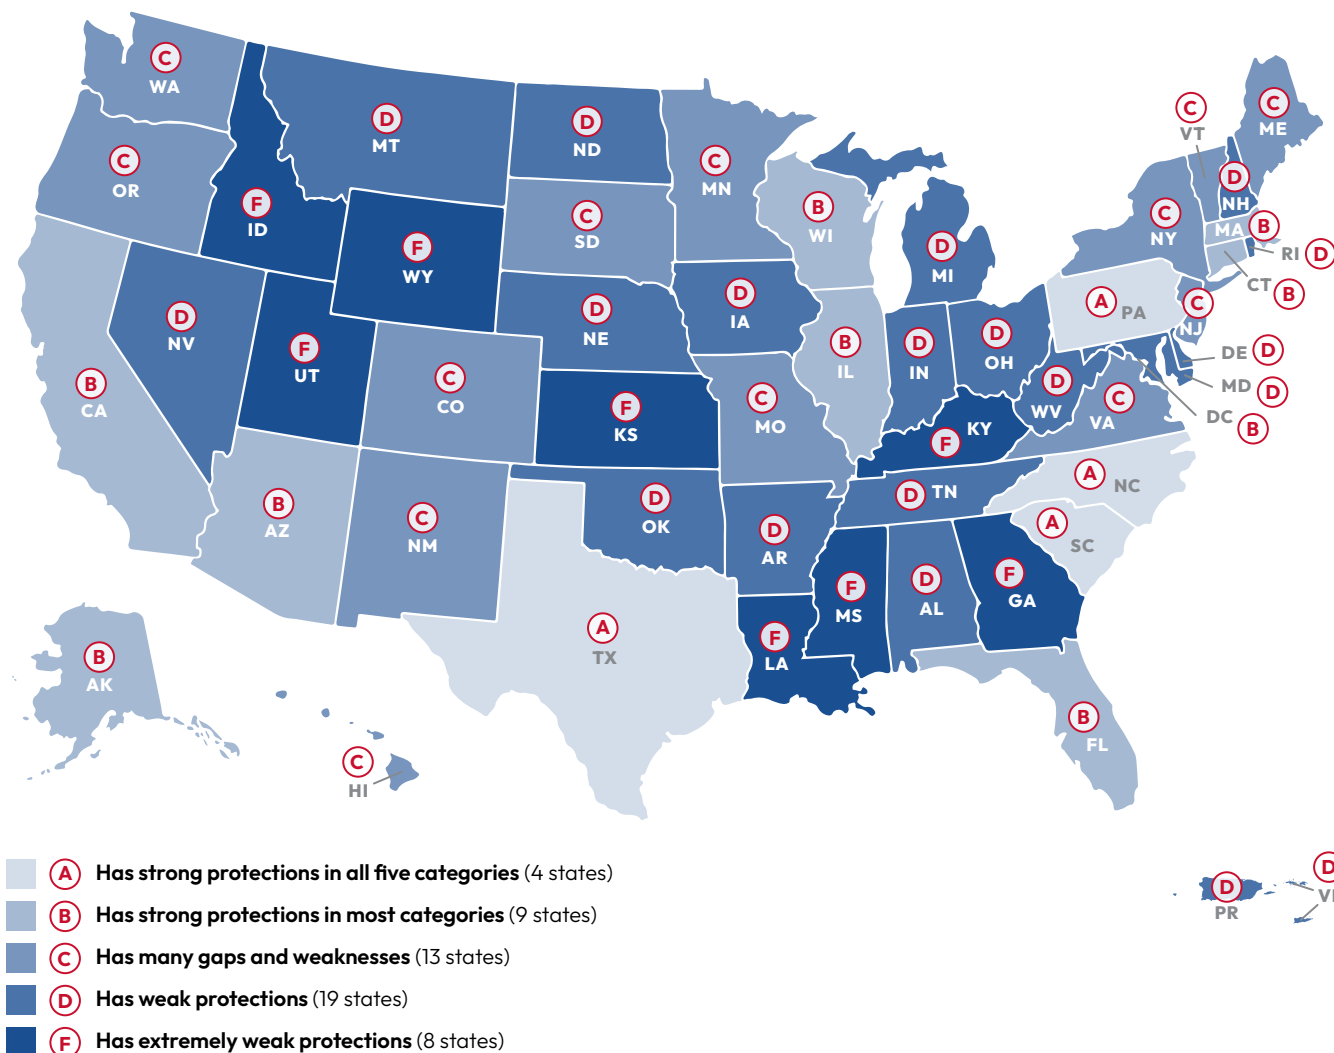 C
WA
C
OR
F
ID
D
MT
D
ND
C
MN
B
WI
D
MI
C
VT
C
ME
D
NH
C
NY
MA B
RI D
CT B
F
WY
C
SD
D
NE
D
IA
B
IL
D
IN
D
OH
A PA
C
NJ
DE D
MD D
DC B
D
NV
F
UT
B
CA
C
CO
F
KS
C
MO
F KY
D
WV
C
VA
B
AZ
C
NM
D
OK
D
AR
D TN
A NC
A
SC
A
TX
F
LA
F
MS
D
AL
F
GA
B
FL
B
AK
C
HI
D
PR
D
VI
A Has strong protections in all five categories (4 states)
B Has strong protections in most categories (9 states)
C Has many gaps and weaknesses (13 states)
D Has weak protections (19 states)
F Has extremely weak protections (8 states)